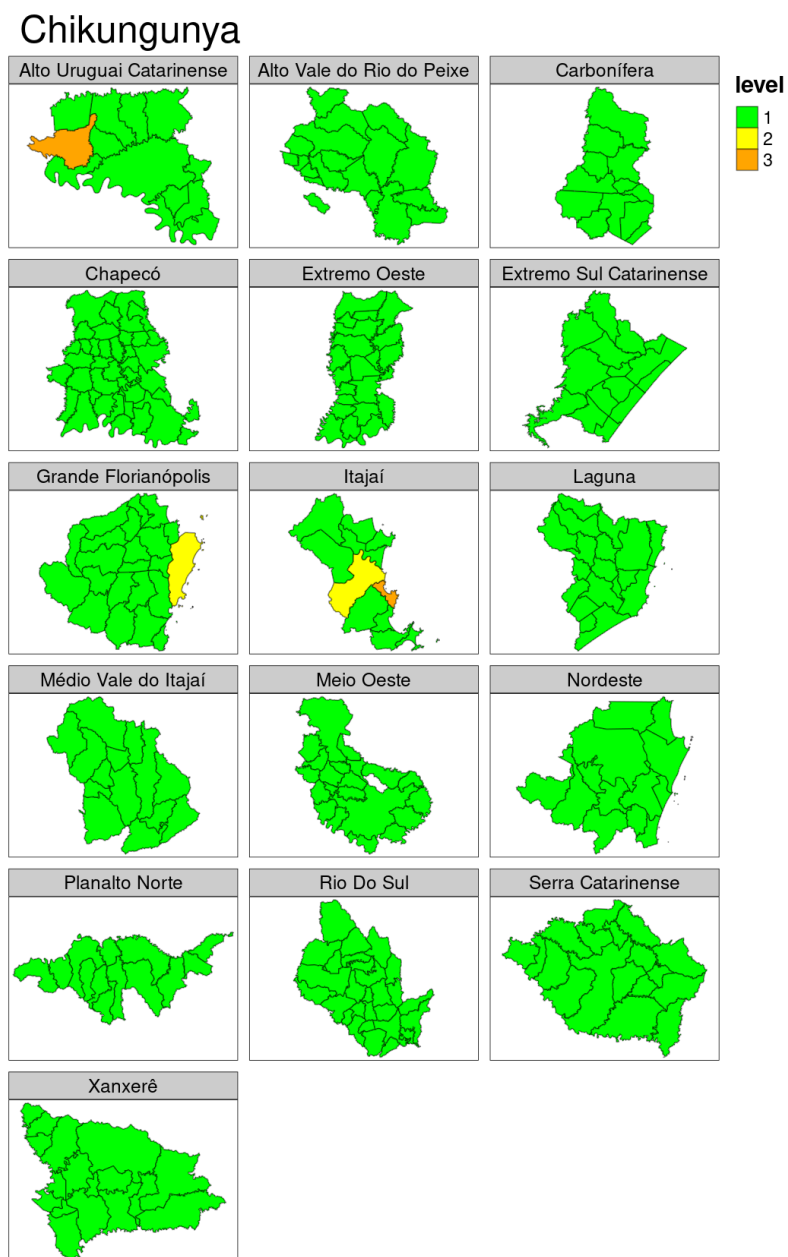 Chikungunya
Alto Uruguai Catarinense
Alto Vale do Rio do Peixe
Carbonífera
level
1
2
3
Chapecó
Extremo Oeste
Extremo Sul Catarinense
Grande Florianópolis
Itajaí
Laguna
Médio Vale do Itajaí
Meio Oeste
Nordeste
Planalto Norte
Rio Do Sul
Serra Catarinense
Xanxerê